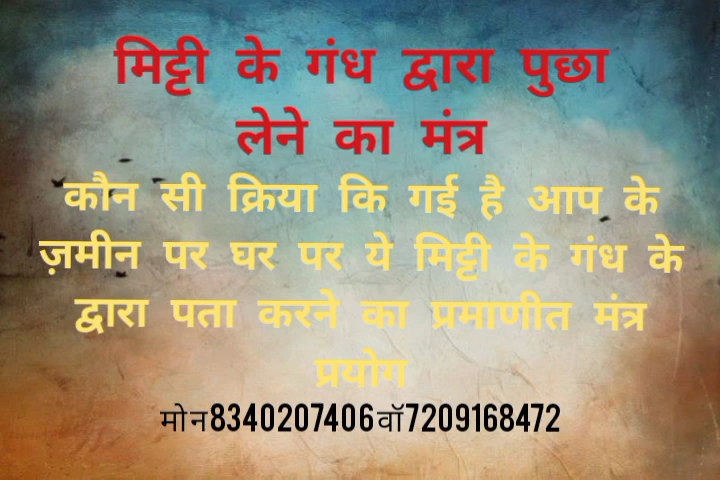 मिट्टी के गंध द्वारा पुछा
लेने का मंत्र
कौन सी क्रिया कि गई है आप के
ज़मीन पर घर पर ये मिट्टी के गंध के
द्वारा पता करने का प्रमाणीत मंत्र
प्रयोग
मोन8340207406वॉ7209168472